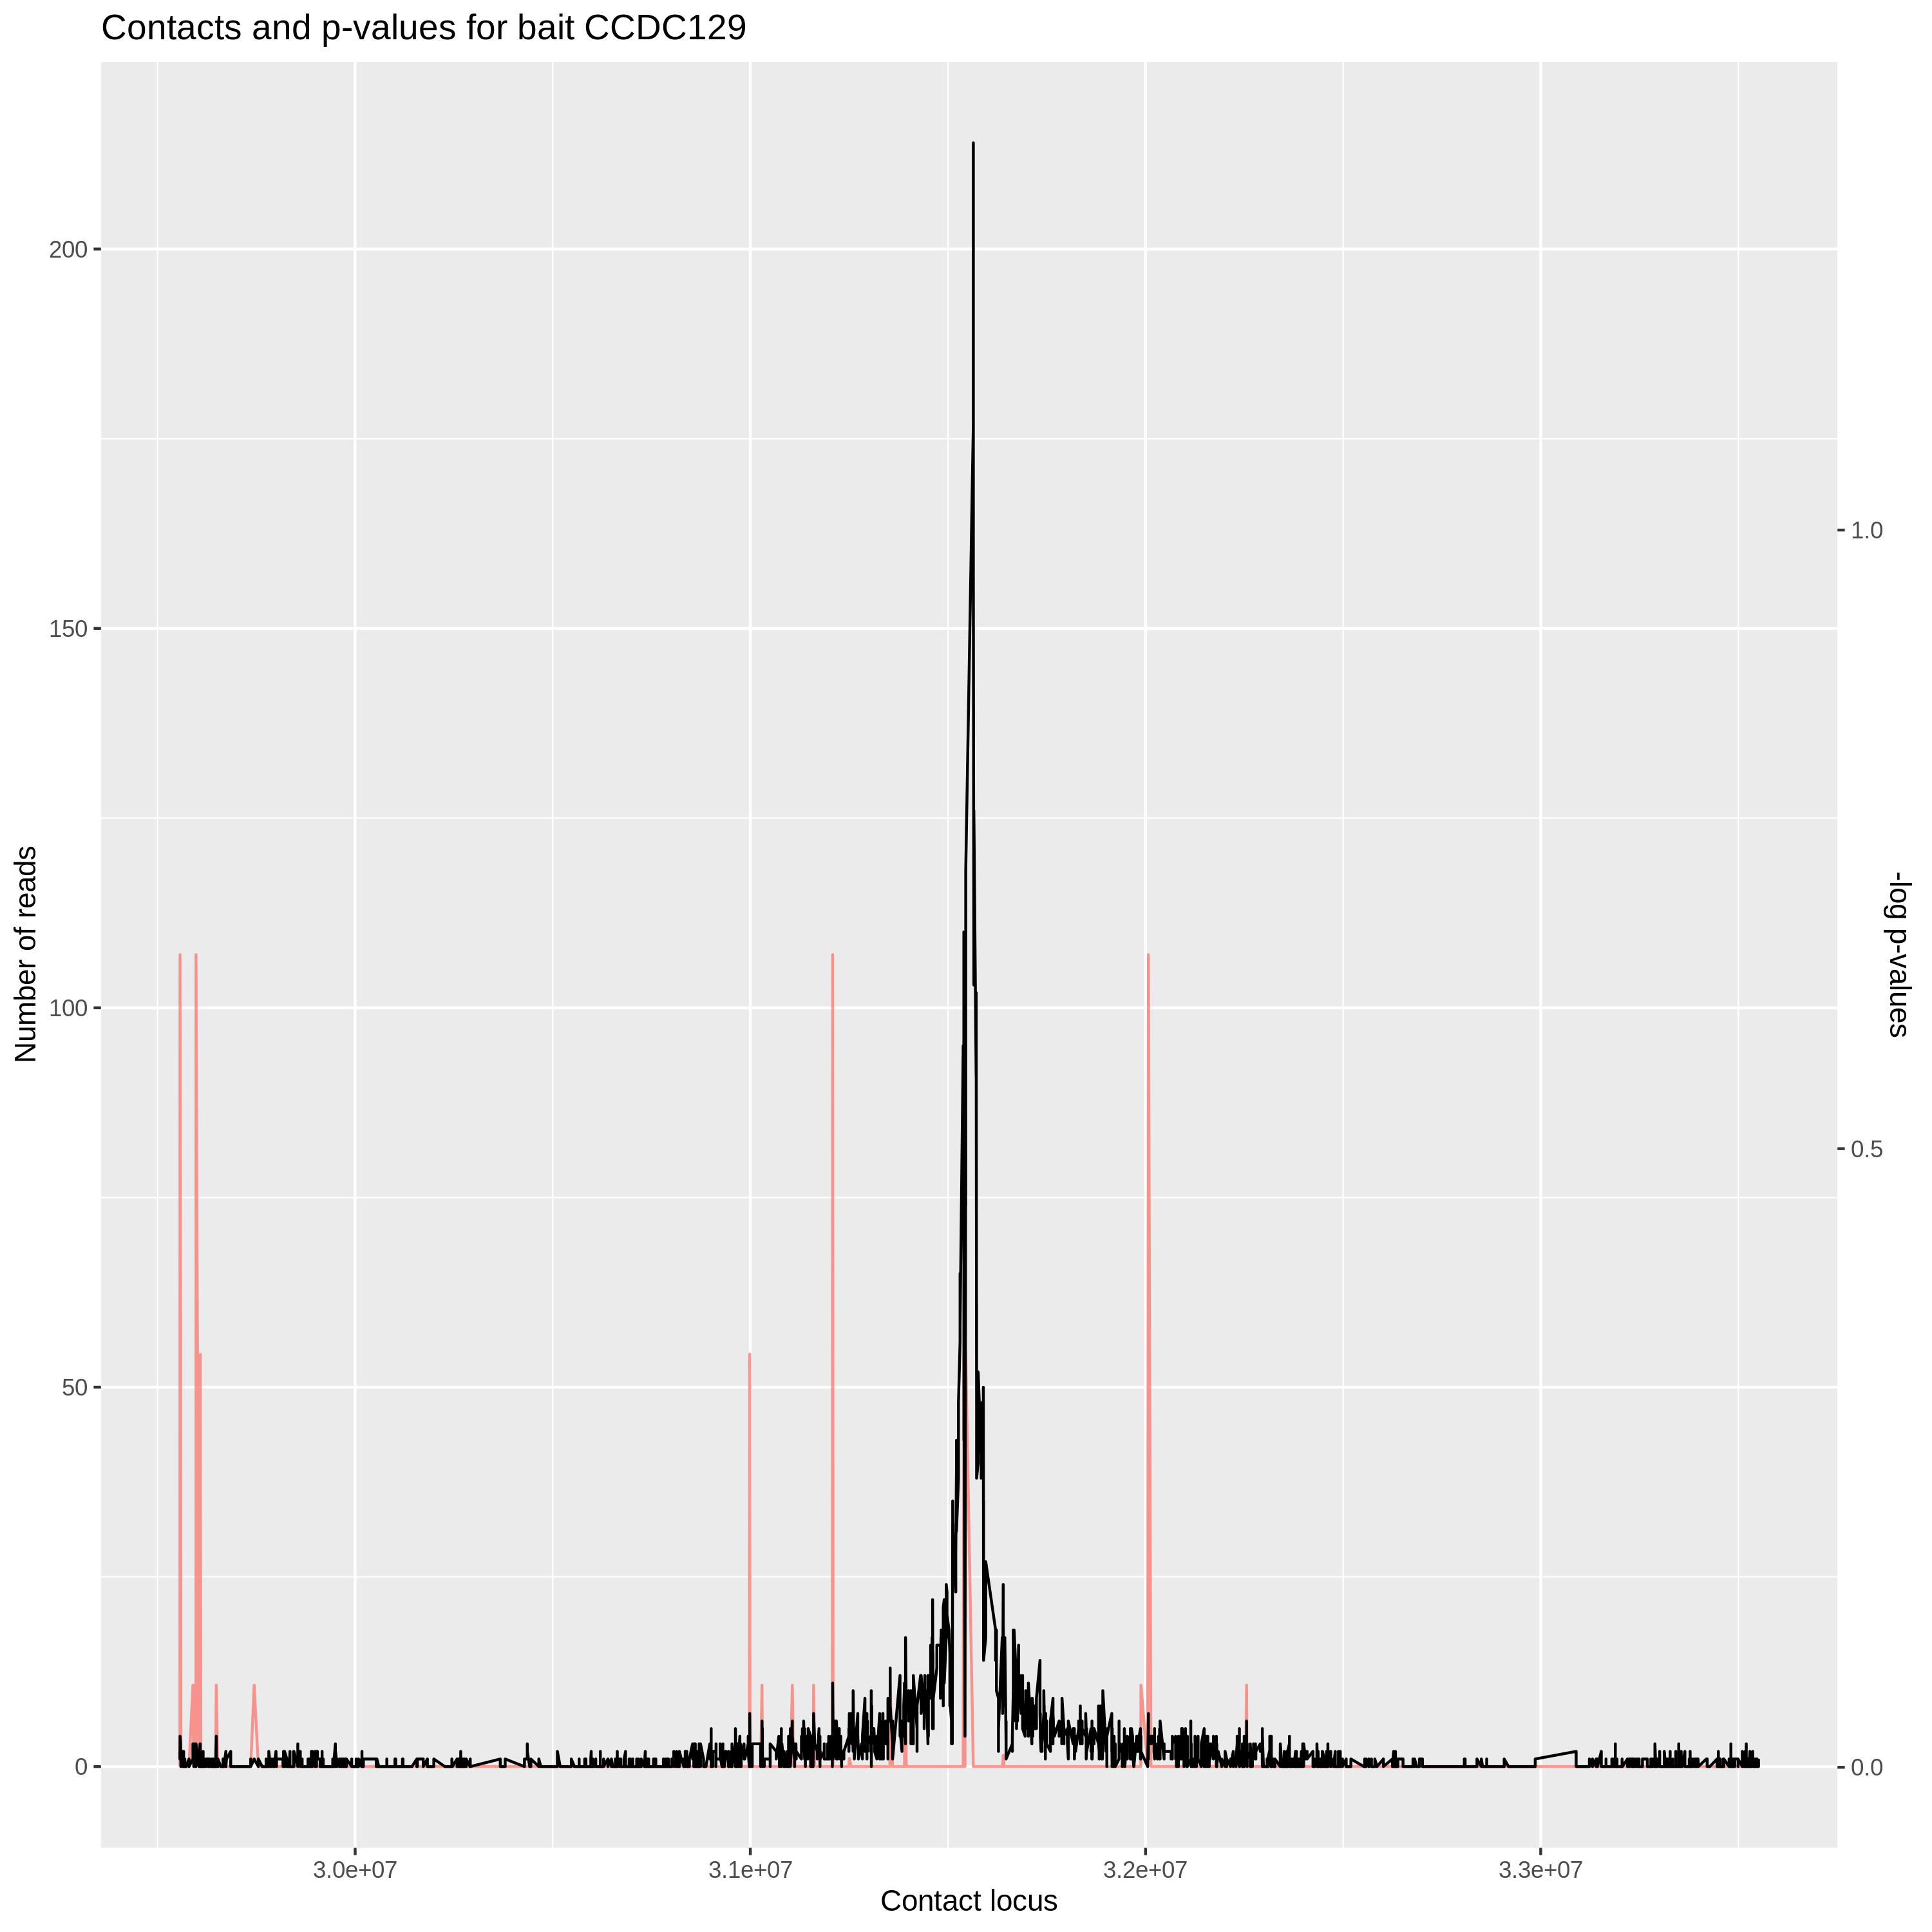 Contacts and p-values for bait CCDC129
Number of reads
200
150
100
50
0
1.0
0.5
0.0
-log p-values
3.0e+07
3.1e+07
3.2e+07
3.3e+07
Contact locus